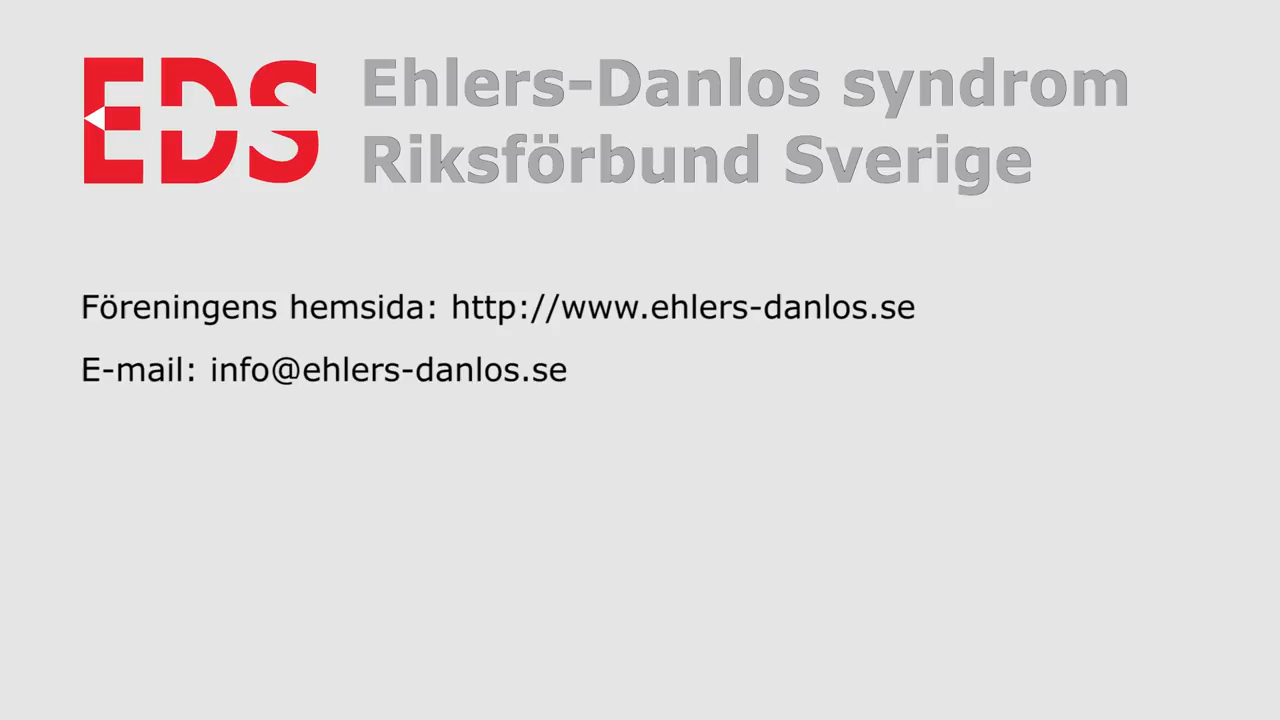 EDS
Ehlers-Danlos syndrom
Riksförbund Sverige
Föreningens hemsida: http://www.ehlers-danlos.se
E-mail: info@ehlers-danlos.se